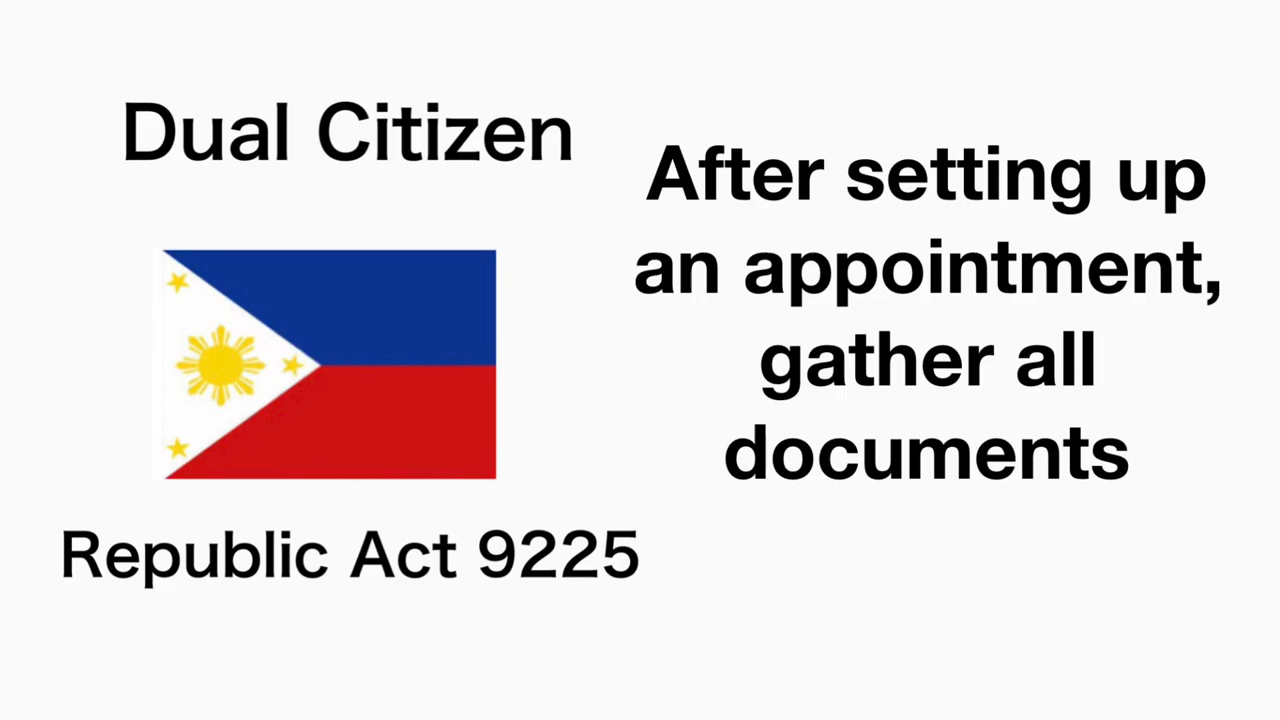 Dual Citizen
Republic Act 9225
After setting up
an appointment,
gather all
documents